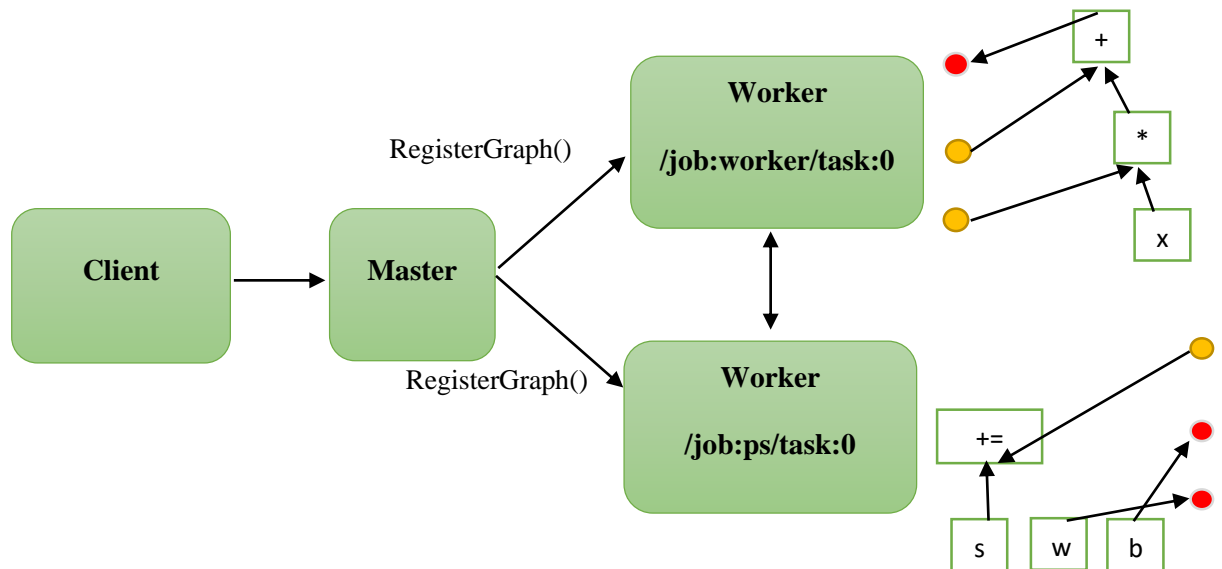 Client
Master
RegisterGraph()
RegisterGraph()
Worker
/job:worker/task:0
Worker
/job:ps/task:0
+
*
x
+=
s
w
b